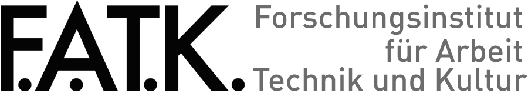 F.A.T.K.
Forschungsinstitut
für Arbeit
Technik und Kultur